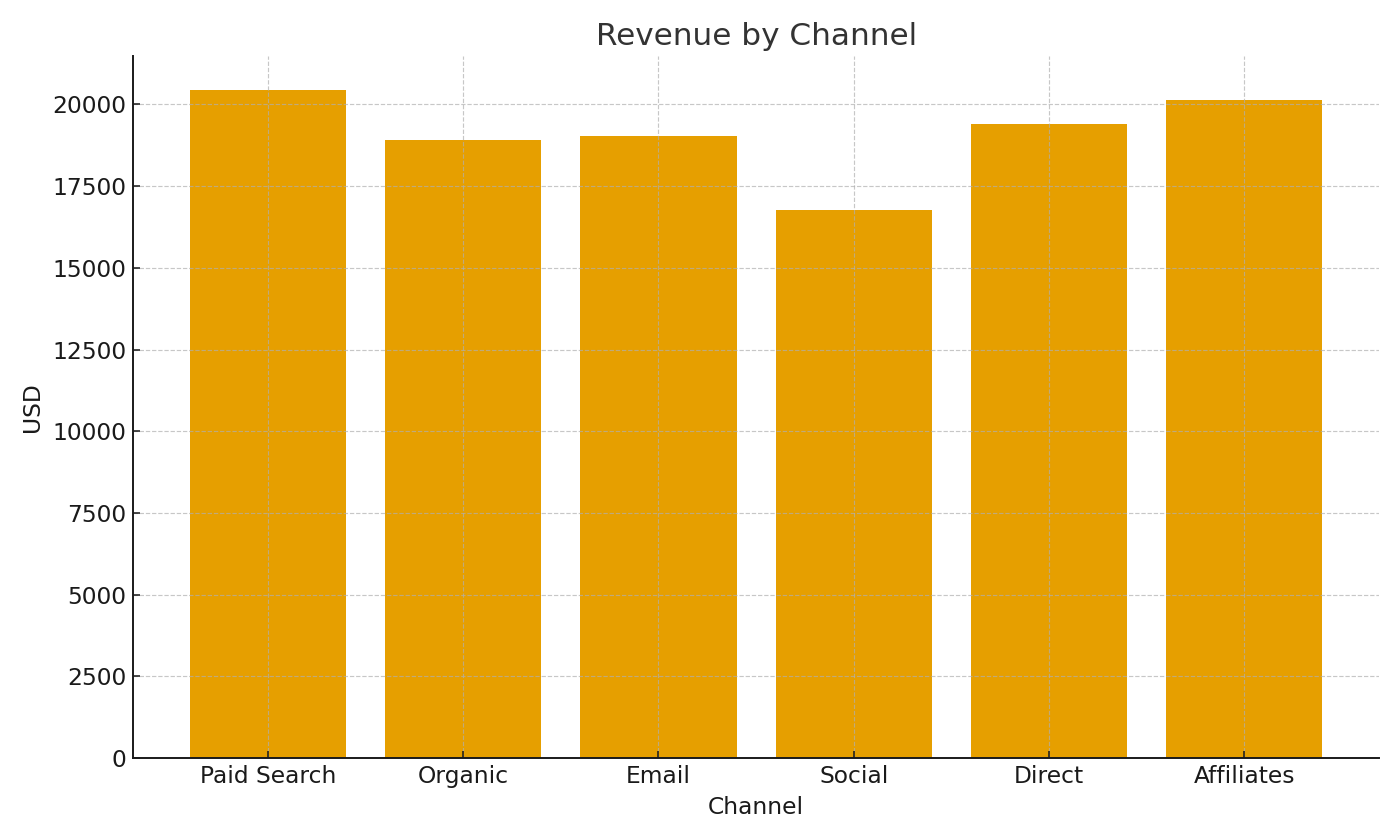 Revenue by Channel
20000
17500
15000
12500
10000
7500
5000
2500
0
USD
Paid Search Organic Email Social Direct Affiliates
Channel